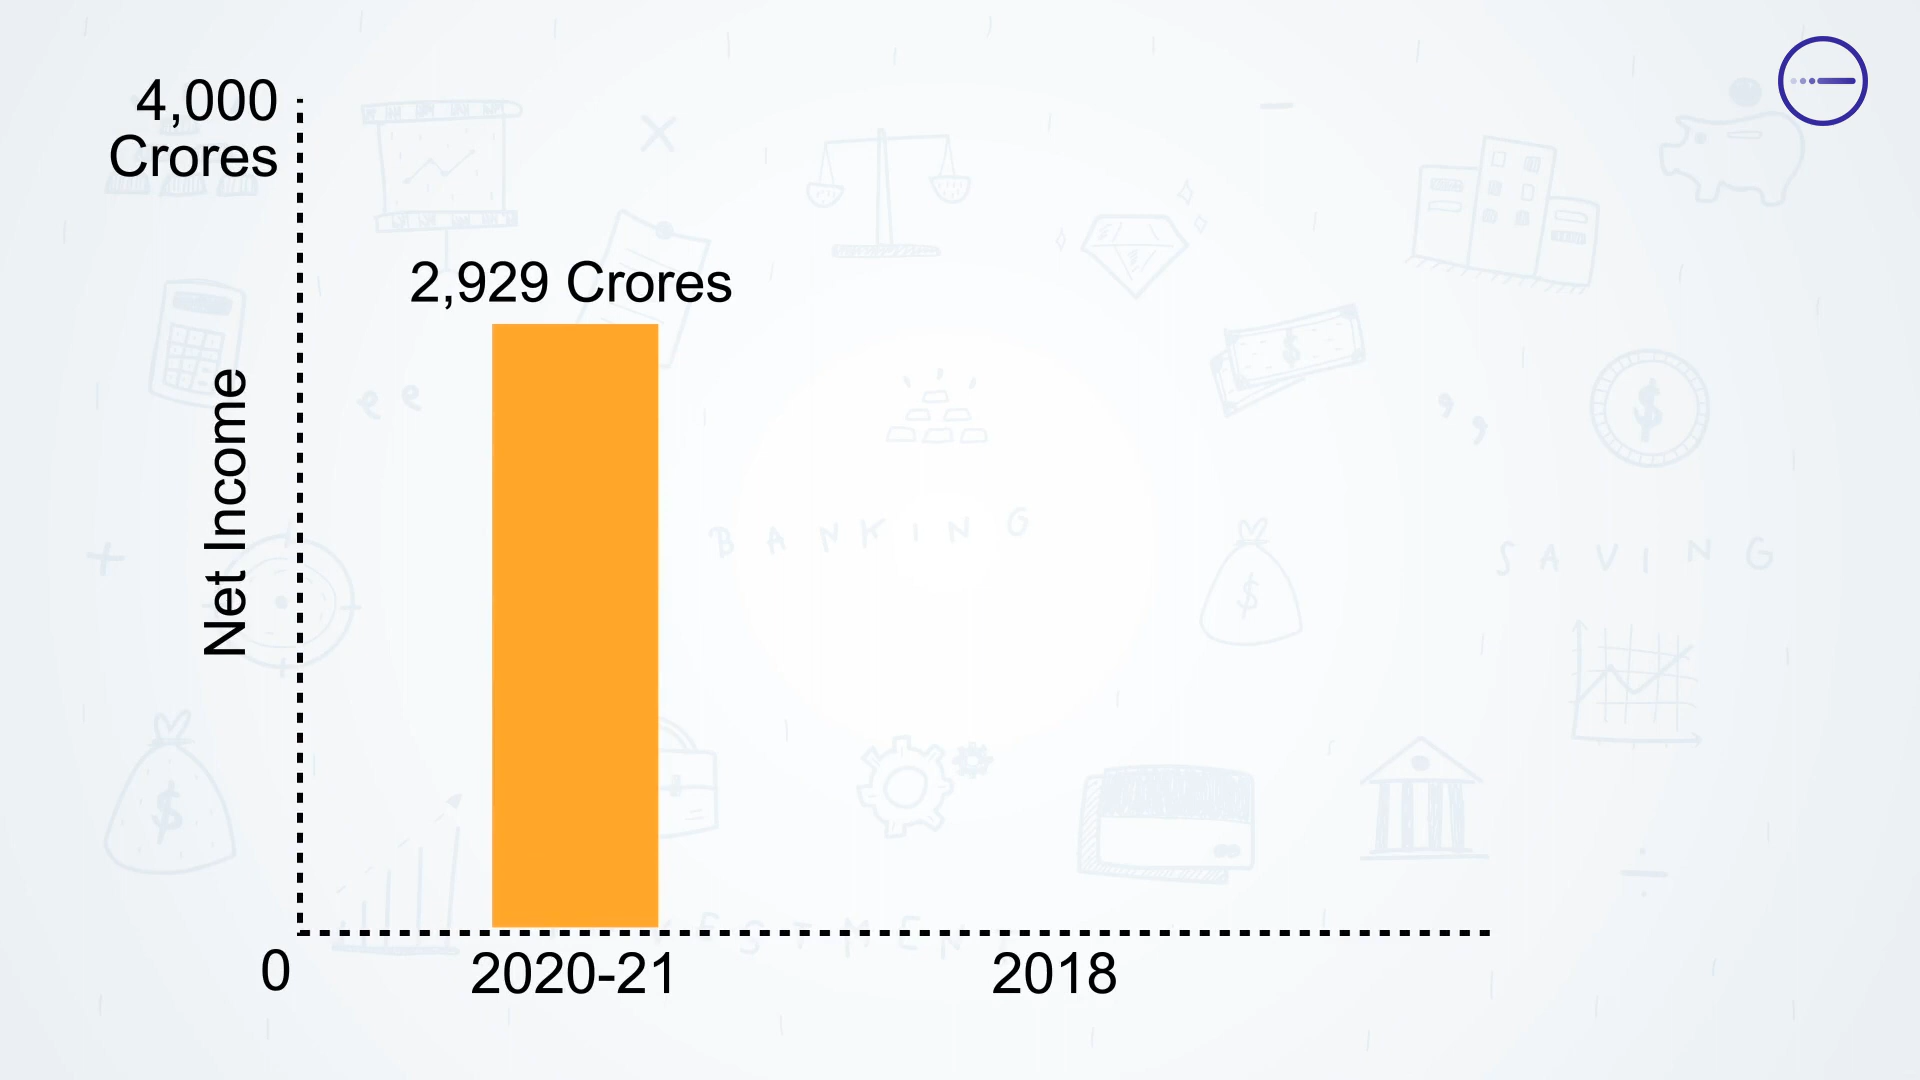 4,000
Crores
2,929 Crores
Net Income
BANKING
SAVING
0
2020-21
2018